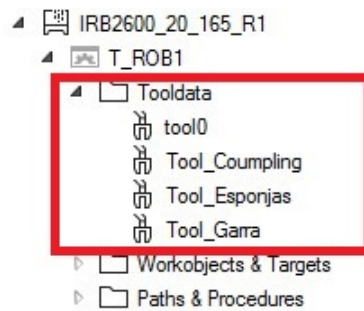 IRB2600_20_165_R1
T_ROB1
Tooldata
tool0
Tool_Coumpling
Tool_Esponjas
Tool_Garra
Workobjects & Targets
Paths & Procedures